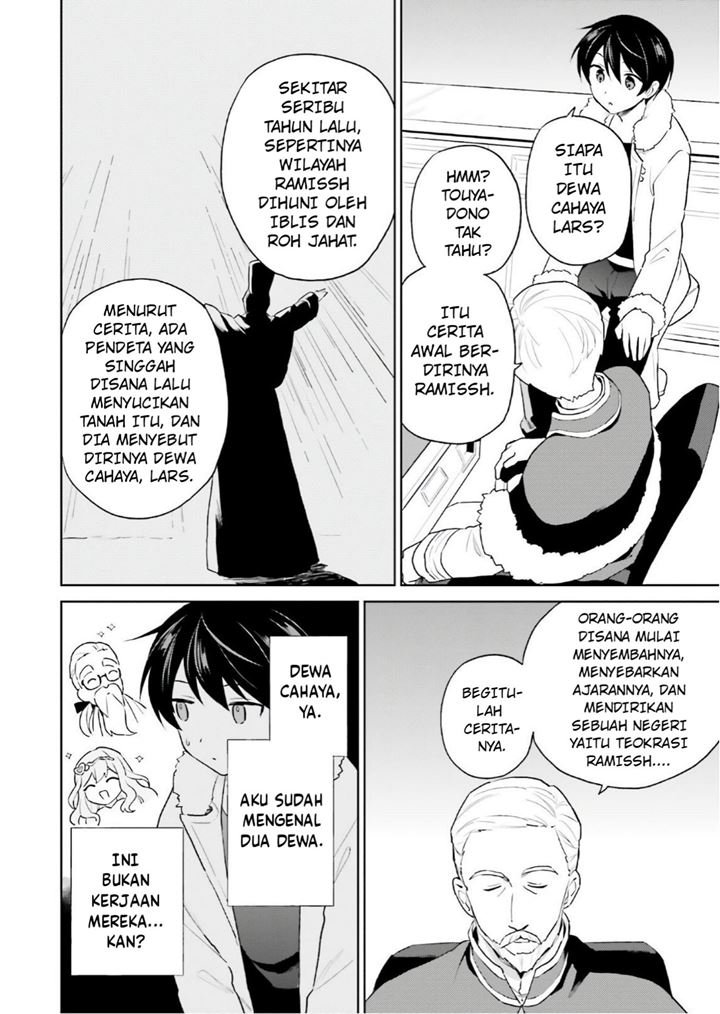 SIAPA
ITU
DEWA
CAHAYA
LARS?
HMM?
TOUYA-
DONO
TAK
TAHU?
ITU
CERITA
AWAL BER-
DIRINYA
RAMISSH.
SEKITAR
SERIBU
TAHUN LALU,
SEPERTINYA
WILAYAH
RAMISSH
DIHUNI OLEH
IBLIS DAN
ROH JAHAT.
MENURUT
CERITA, ADA
PENDETA YANG
SINGGAH
DISANA LALU
MENYUCIKAN
TANAH ITU, DAN
DIA MENYEBUT
DIRINYA DEWA
CAHAYA, LARS.
ORANG-ORANG
DISANA MULAI
MENYEMBAHNYA,
MENYEBARKAN
AJARANNYA, DAN
MENDIRIKAN
SEBUAH NEGERI
YAITU TEOKRASI
RAMISSH....
BEGITU-
LAH
CERITA-
NYA.
DEWA
CAHAYA,
YA.
AKU SUDAH
MENGENAL
DUA DEWA.
INI
BUKAN
KERJAAN
MEREKA...
KAN?